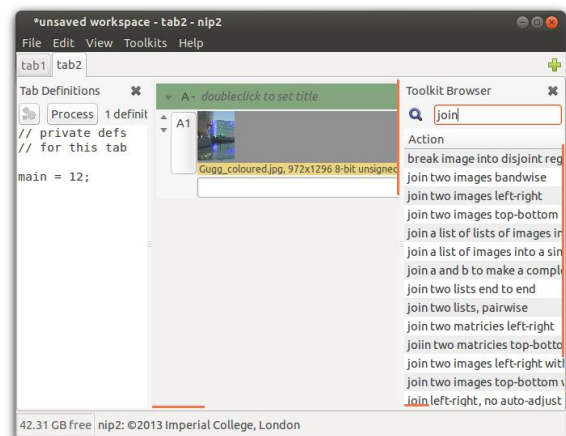 *unsaved workspace - tab2 - nip2
File Edit View Toolkits Help
tab1 tab2
Tab Definitions
Process 1 definit
// private defs
// for this tab
main = 12;
A - doubleclick to set title
A1
Gugg_coloured.jpg, 972x1296 8-bit unsigned
Toolkit Browser
join
Action
break image into disjoint reg
join two images bandwise
join two images left-right
join two images top-bottom
join a list of lists of images in
join a list of images into a sin
join a and b to make a comple
join two lists end to end
join two lists, pairwise
join two matricies left-right
joiin two matricies top-botto
join two images left-right with
join two images top-bottom w
join left-right, no auto-adjust
42.31 GB free nip2: ©2013 Imperial College, London